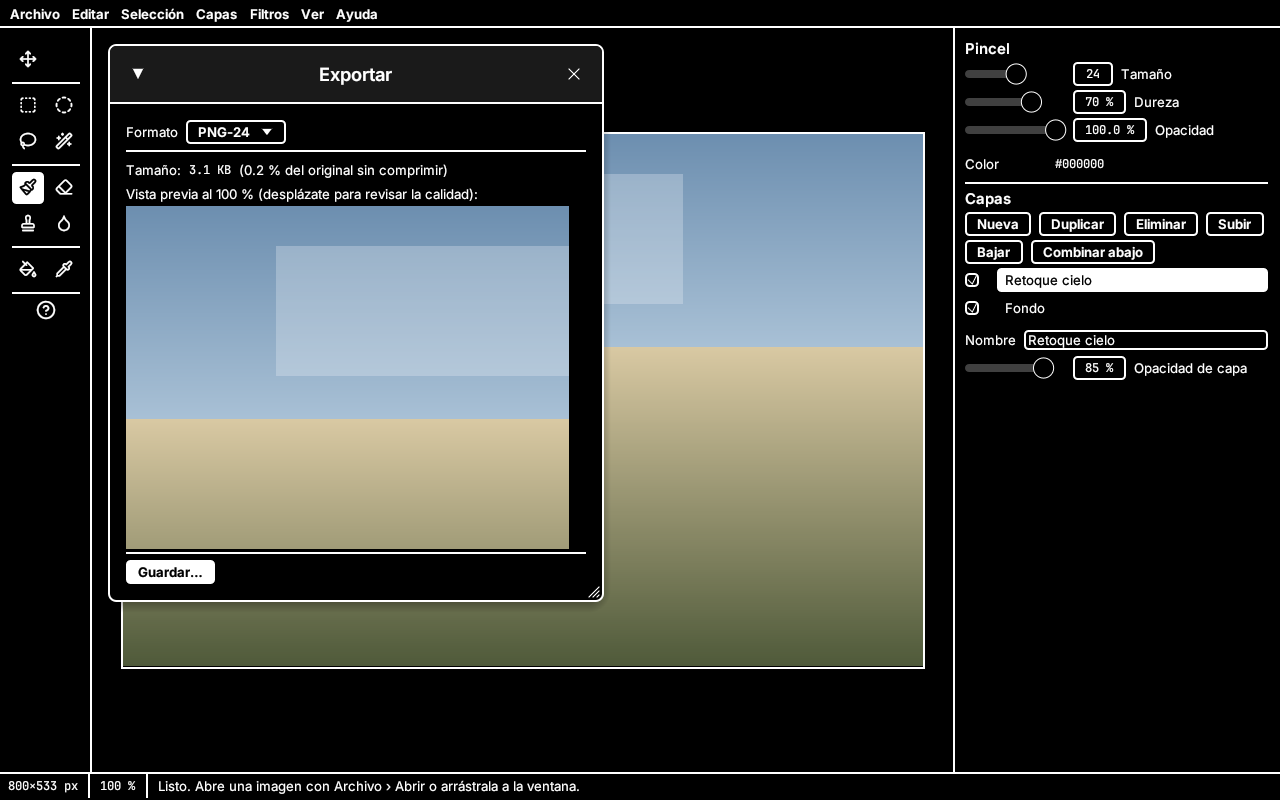 Archivo Editar Selección Capas Filtros Ver Ayuda
Exportar
Formato PNG-24
Tamaño: 3.1 KB (0.2 % del original sin comprimir)
Vista previa al 100 % (desplázate para revisar la calidad):
Guardar...
Pincel
24 Tamaño
70 % Dureza
100.0 % Opacidad
Color #000000
Capas
Nueva Duplicar Eliminar Subir
Bajar Combinar abajo
Retoque cielo
Fondo
Nombre Retoque cielo
85 % Opacidad de capa
800×533 px 100 % Listo. Abre una imagen con Archivo › Abrir o arrástrala a la ventana.